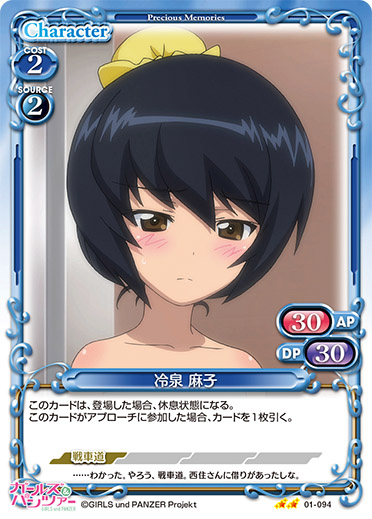 Precious Memories
Character
COST
2
SOURCE
2
30 AP
DP 30
冷泉 麻子
このカードは、登場した場合、休息状態になる。
このカードがアプローチに参加した場合、カードを1枚引く。
戦車道
……わかった。やろう、戦車道。西住さんに借りがあったしな。
ガールズ&パンツァー
GIRLS und PANZER
©GIRLS und PANZER Projekt
01-094